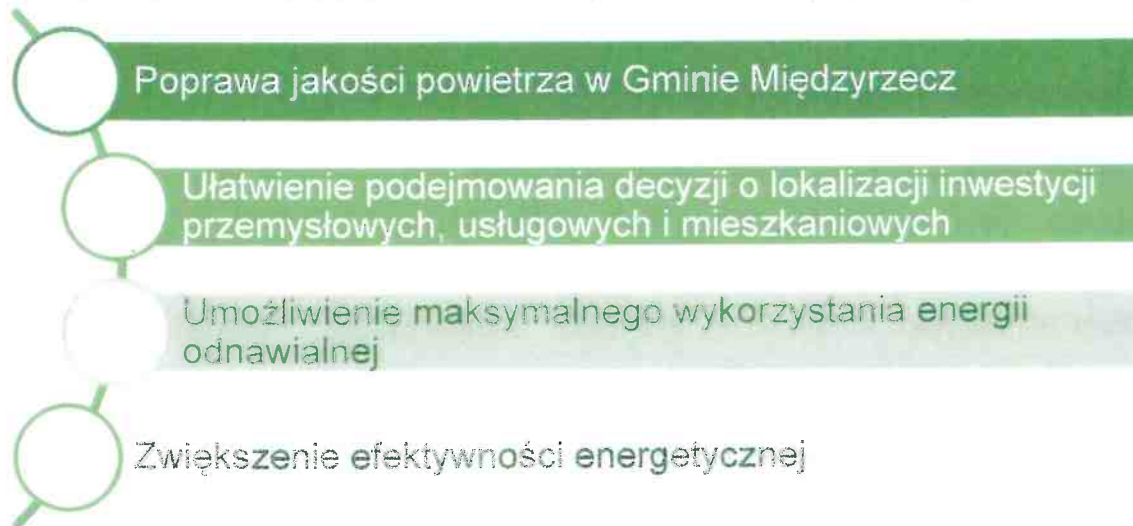 Poprawa jakości powietrza w Gminie Międzyrzecz
Ułatwienie podejmowania decyzji o lokalizacji inwestycji
przemysłowych, usługowych i mieszkaniowych
Umożliwienie maksymalnego wykorzystania energii
odnawialnej
Zwiększenie efektywności energetycznej